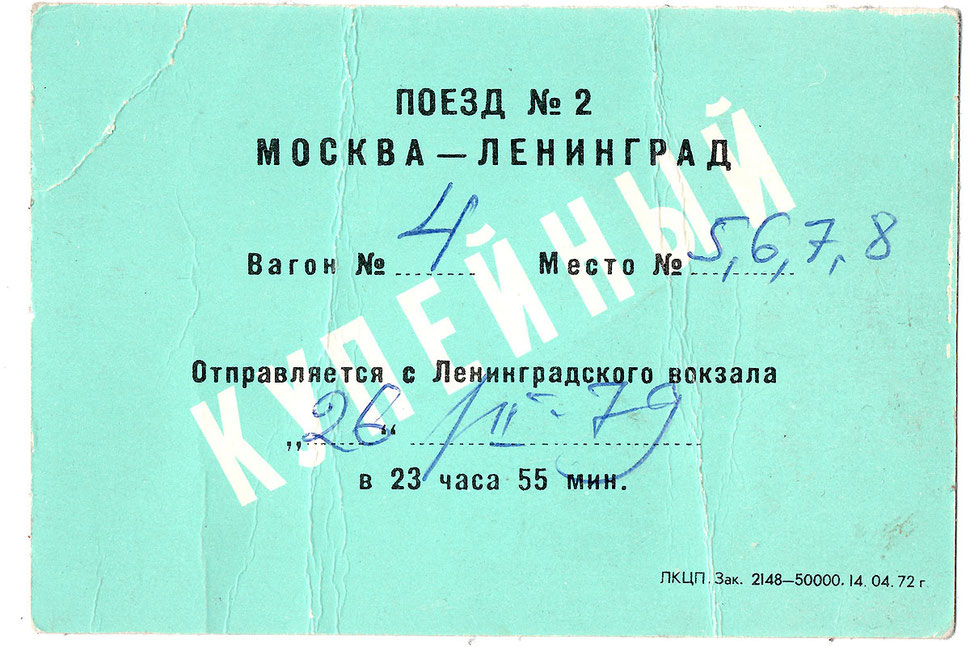 ПОЕЗД № 2
МОСКВА — ЛЕНИНГРАД
КУПЕЙНЫЙ
Вагон № 4 Место № 5,6,7,8
Отправляется с Ленинградского вокзала
„26“ /II - 79
в 23 часа 55 мин.
ЛКЦП. Зак. 2148—50000. 14. 04. 72 г.